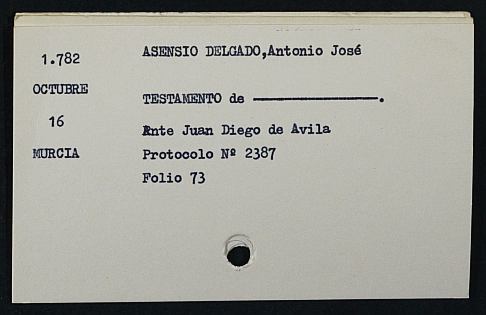 1.782
ASENSIO DELGADO,Antonio José
OCTUBRE
TESTAMENTO de ————————.
16
Ante Juan Diego de Avila
MURCIA
Protocolo Nº 2387
Folio 73